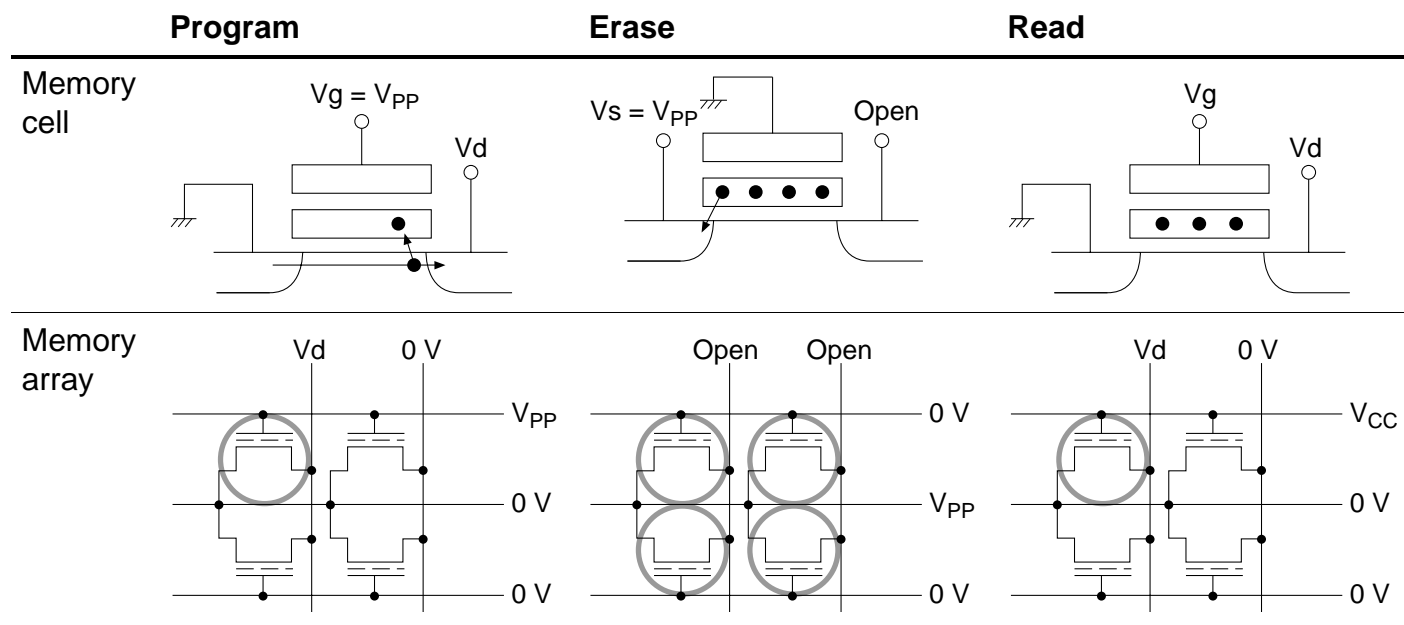 Program Erase Read
Memory
cell
Vg = VPP
Vd
Vs = VPP
Open
Vg
Vd
Memory
array
Vd 0 V
VPP
0 V
0 V
Open Open
0 V
VPP
0 V
Vd 0 V
VCC
0 V
0 V